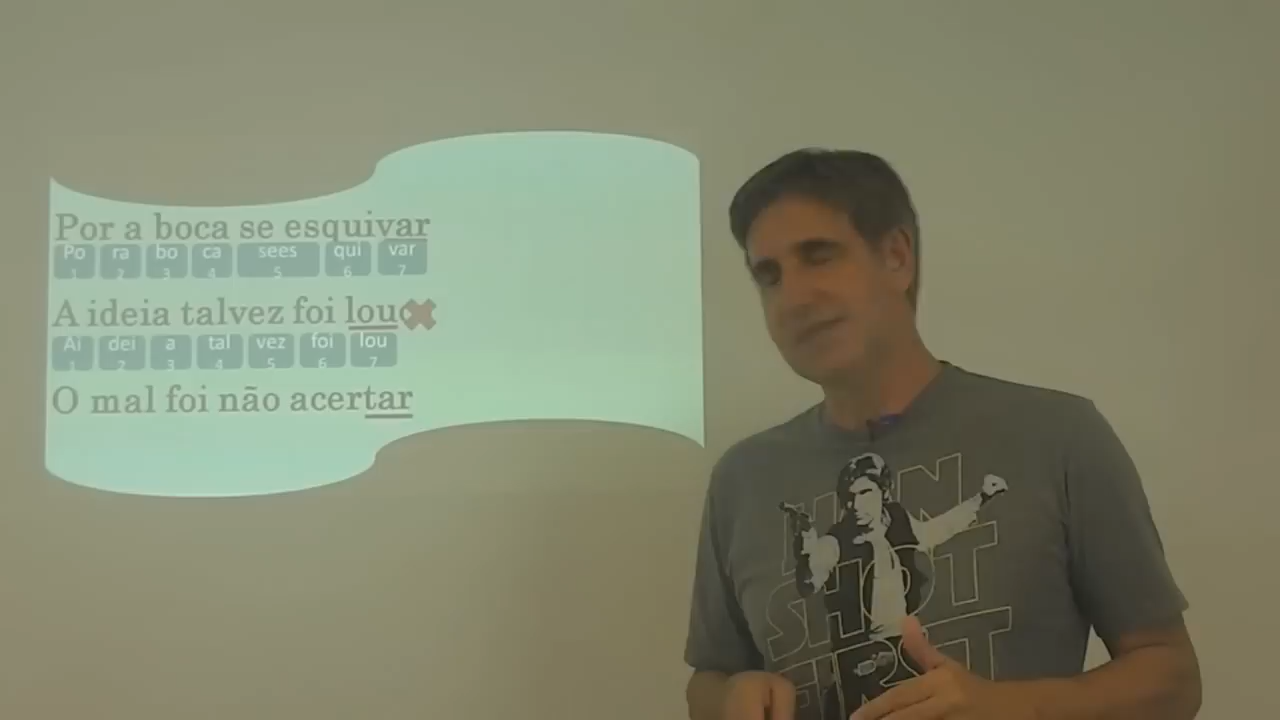 Por a boca se esquivar
Po ra bo ca sees qui var
1 2 3 4 5 6 7
A ideia talvez foi lou
Ai dei a tal vez foi lou
1 2 3 4 5 6 7
O mal foi não acertar
HAN
SHOT
FIRST